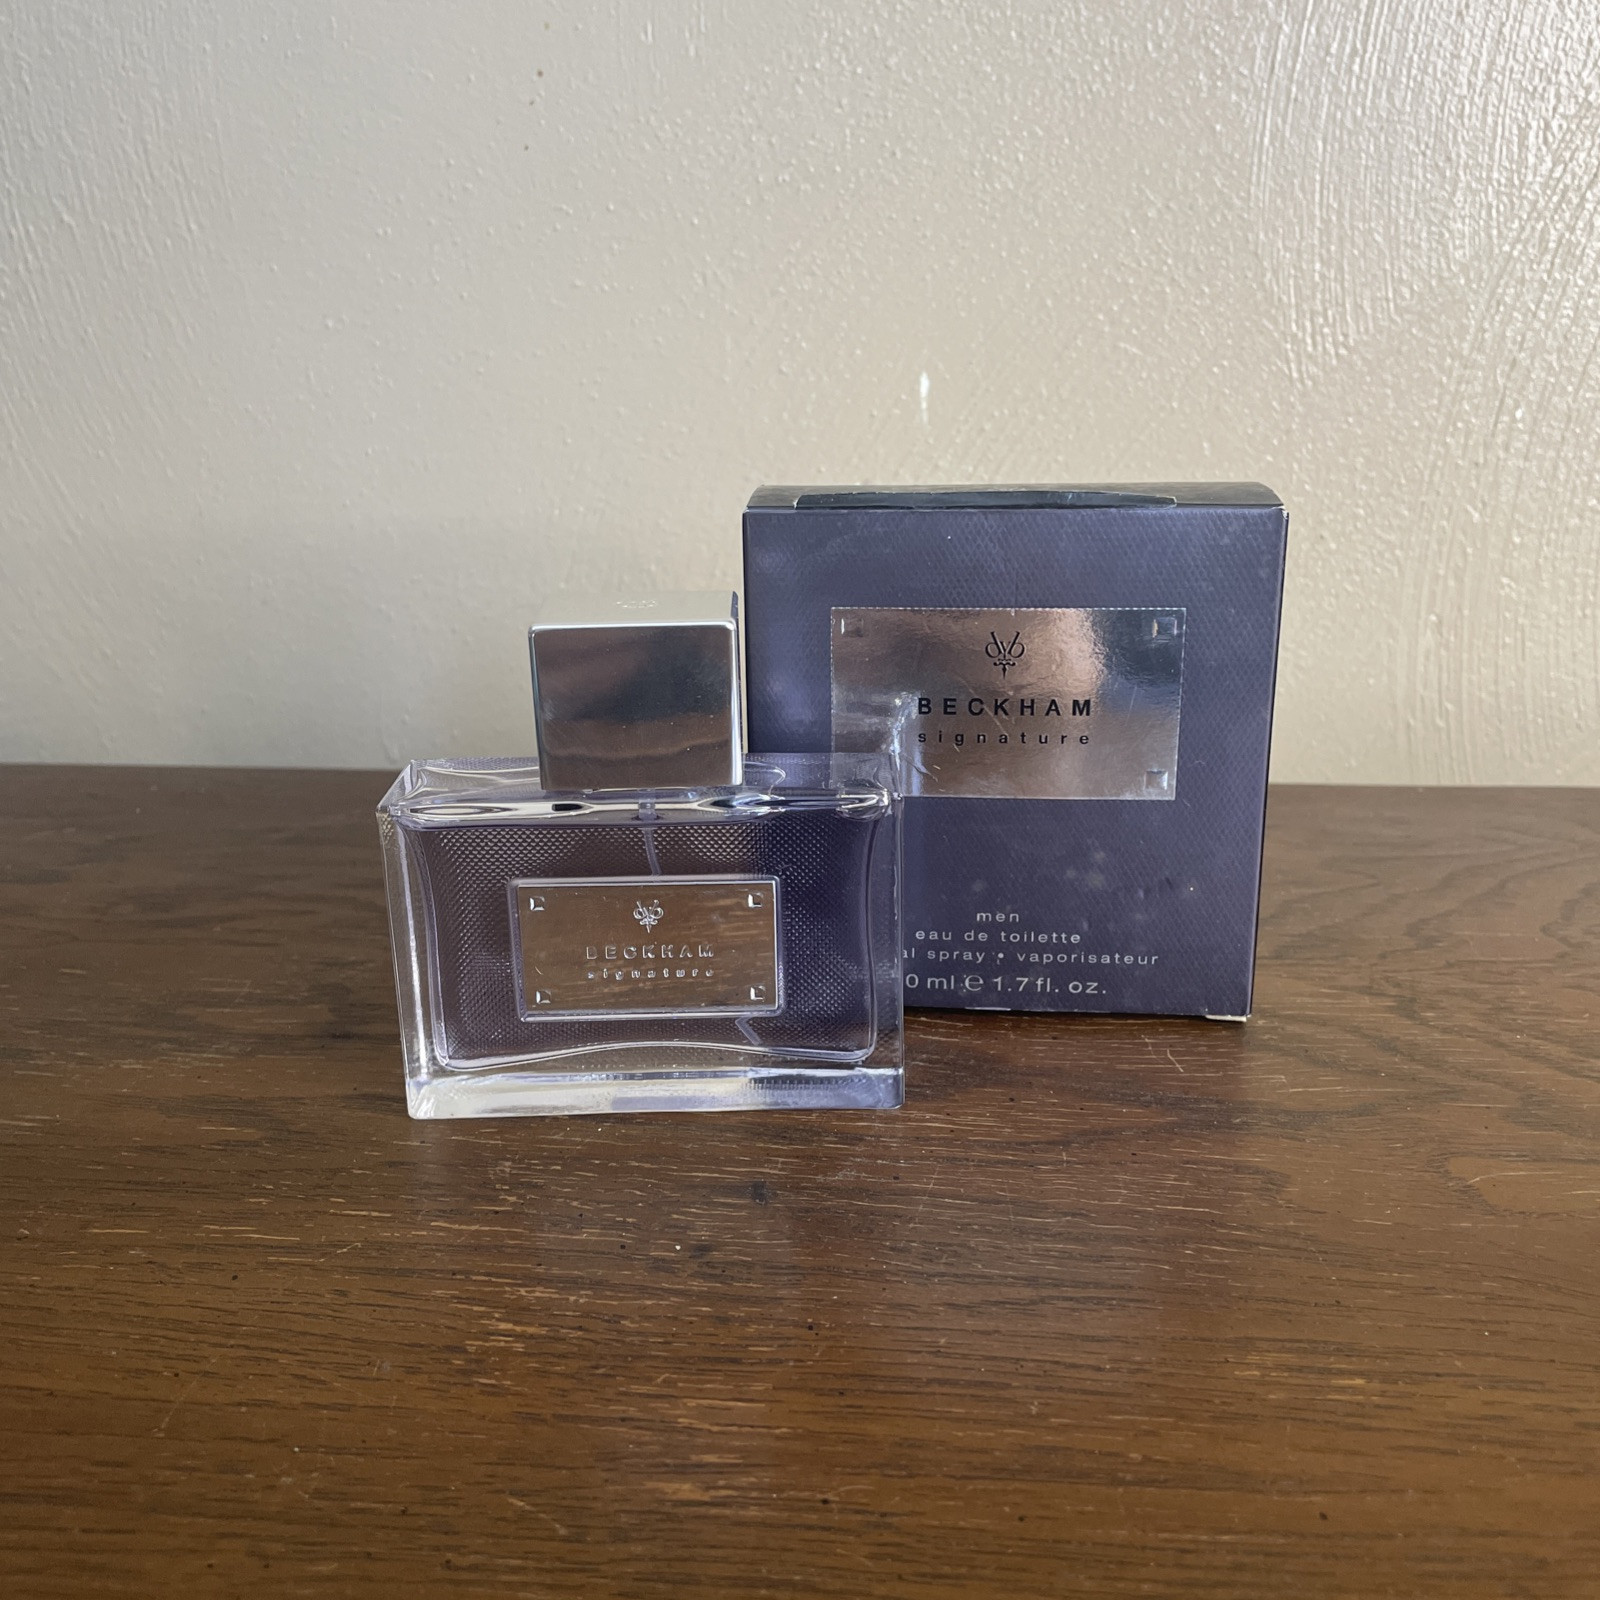 BECKHAM
signature
men
eau de toilette
al spray • vaporisateur
0 ml ℮ 1.7 fl. oz.
BECKHAM
signature